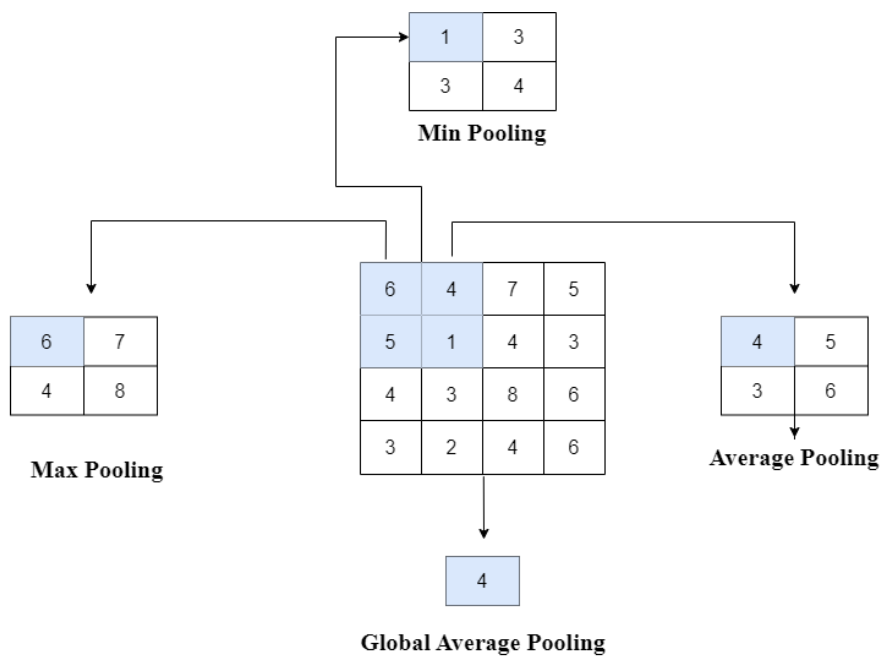 1 3
3 4
Min Pooling
6 4 7 5
5 1 4 3
4 3 8 6
3 2 4 6
6 7
4 8
Max Pooling
4 5
3 6
Average Pooling
4
Global Average Pooling